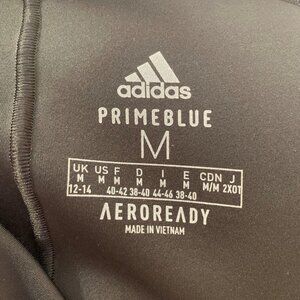 adidas
PRIMEBLUE
M
UK US F D I E CDN J
M M M M M M M/M 2XOT
12-14 40-42 38-40 44-46 38-40
AEROREADY
MADE IN VIETNAM